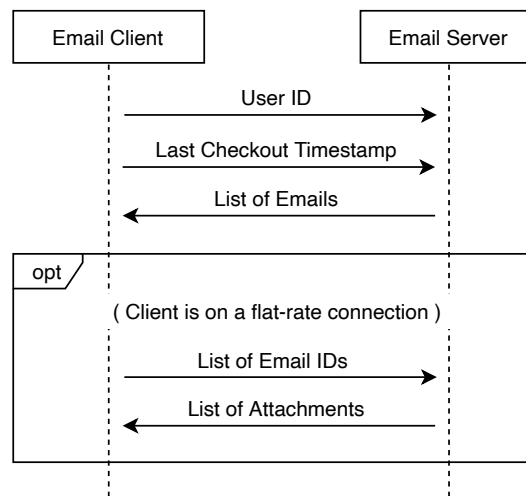 Email Client
Email Server
User ID
Last Checkout Timestamp
List of Emails
opt
( Client is on a flat-rate connection )
List of Email IDs
List of Attachments